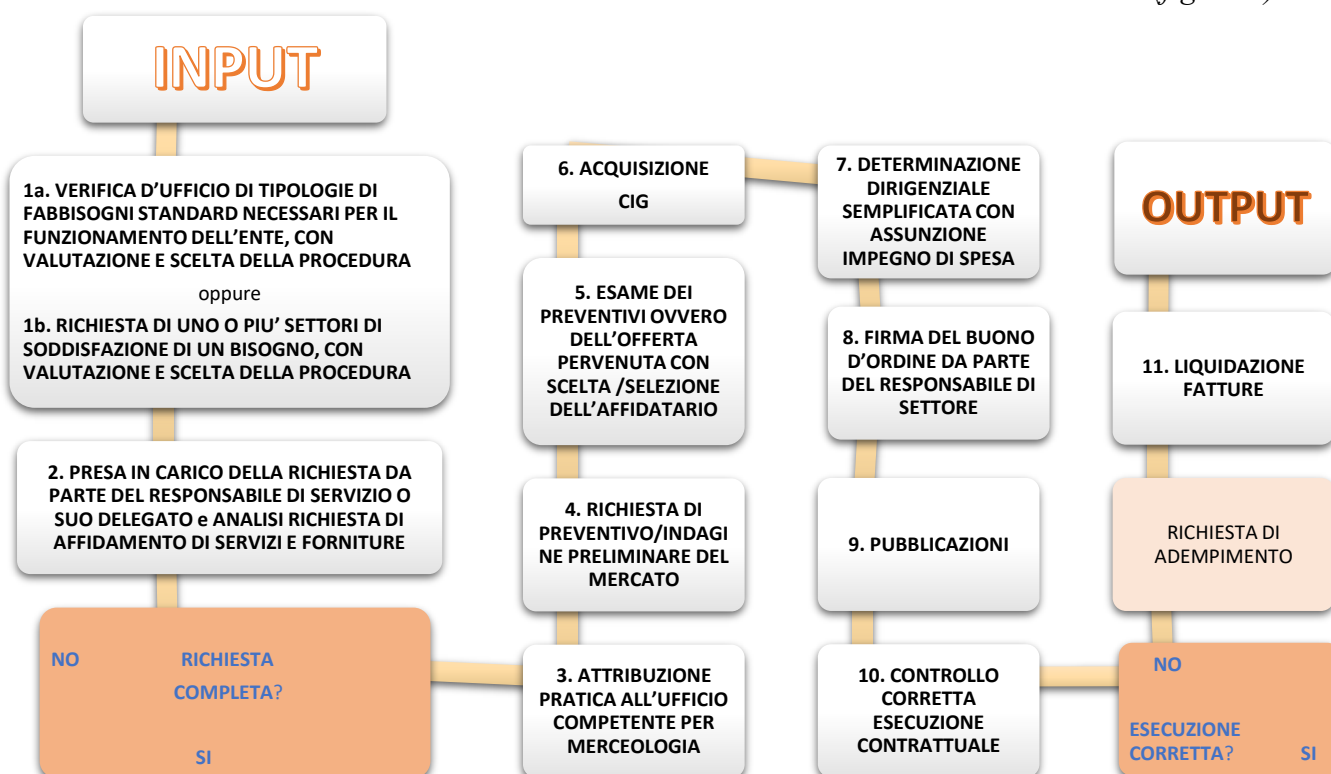 INPUT
1a. VERIFICA D'UFFICIO DI TIPOLOGIE DI
FABBISOGNI STANDARD NECESSARI PER IL
FUNZIONAMENTO DELL'ENTE, CON
VALUTAZIONE E SCELTA DELLA PROCEDURA
oppure
1b. RICHIESTA DI UNO O PIU' SETTORI DI
SODDISFAZIONE DI UN BISOGNO, CON
VALUTAZIONE E SCELTA DELLA PROCEDURA
2. PRESA IN CARICO DELLA RICHIESTA DA
PARTE DEL RESPONSABILE DI SERVIZIO O
SUO DELEGATO e ANALISI RICHIESTA DI
AFFIDAMENTO DI SERVIZI E FORNITURE
NO RICHIESTA
COMPLETA?
SI
3. ATTRIBUZIONE
PRATICA ALL'UFFICIO
COMPETENTE PER
MERCEOLOGIA
4. RICHIESTA DI
PREVENTIVO/INDAGI
NE PRELIMINARE DEL
MERCATO
5. ESAME DEI
PREVENTIVI OVVERO
DELL'OFFERTA
PERVENUTA CON
SCELTA /SELEZIONE
DELL'AFFIDATARIO
6. ACQUISIZIONE
CIG
7. DETERMINAZIONE
DIRIGENZIALE
SEMPLIFICATA CON
ASSUNZIONE
IMPEGNO DI SPESA
8. FIRMA DEL BUONO
D'ORDINE DA PARTE
DEL RESPONSABILE DI
SETTORE
9. PUBBLICAZIONI
10. CONTROLLO
CORRETTA
ESECUZIONE
CONTRATTUALE
NO
ESECUZIONE
CORRETTA? SI
RICHIESTA DI
ADEMPIMENTO
11. LIQUIDAZIONE
FATTURE
OUTPUT